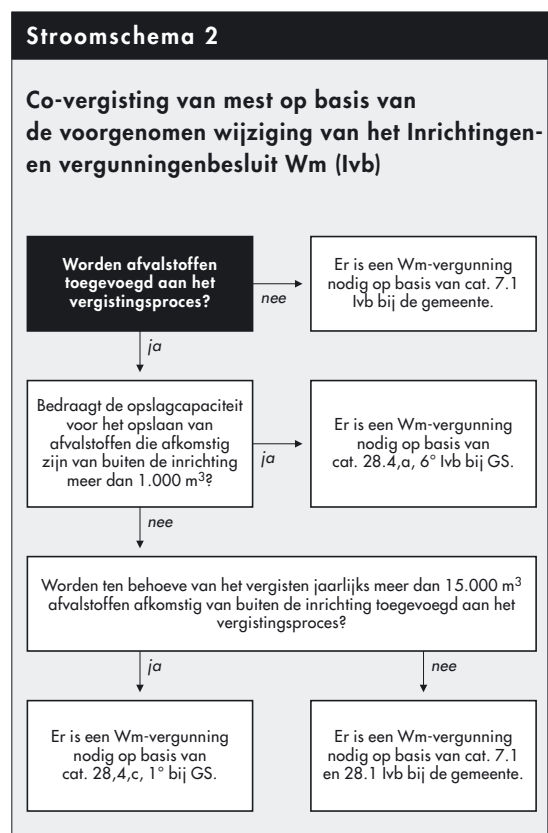 Stroomschema 2
Co-vergisting van mest op basis van
de voorgenomen wijziging van het Inrichtingen-
en vergunningenbesluit Wm (Ivb)
Worden afvalstoffen
toegevoegd aan het
vergistingsproces?
nee
Er is een Wm-vergunning
nodig op basis van cat. 7.1
Ivb bij de gemeente.
ja
Bedraagt de opslagcapaciteit
voor het opslaan van
afvalstoffen die afkomstig
zijn van buiten de inrichting
meer dan 1.000 m³?
ja
Er is een Wm-vergunning
nodig op basis van
cat. 28.4,a, 6° Ivb bij GS.
nee
Worden ten behoeve van het vergisten jaarlijks meer dan 15.000 m³
afvalstoffen afkomstig van buiten de inrichting toegevoegd aan het
vergistingsproces?
ja
nee
Er is een Wm-vergunning
nodig op basis van
cat. 28,4,c, 1° bij GS.
Er is een Wm-vergunning
nodig op basis van cat. 7.1
en 28.1 Ivb bij de gemeente.